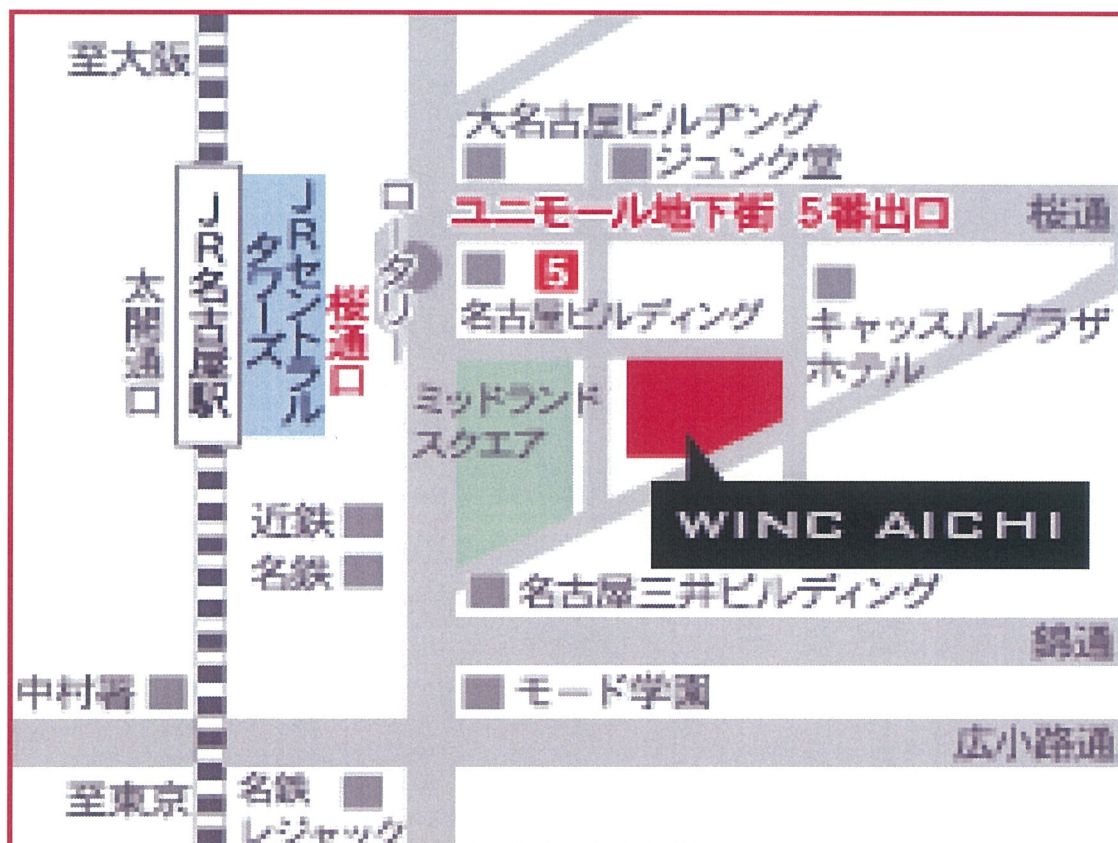 至大阪
大名古屋ビルヂング
ジュンク堂
ユニモール地下街 5番出口
桜通
ロータリー
JR名古屋駅
JRセントラル
タワーズ
桜通口
太閤通口
5
名古屋ビルディング
キャッスルプラザ
ホテル
ミッドランド
スクエア
WINC AICHI
近鉄
名鉄
名古屋三井ビルディング
錦通
中村署
モード学園
広小路通
至東京
名鉄
レジャック